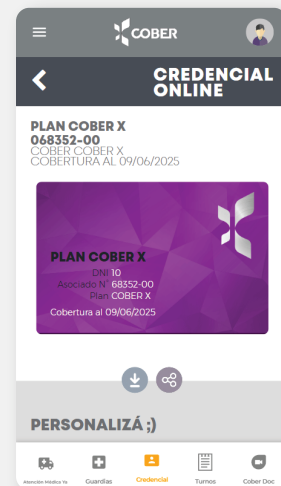 COBER
CREDENCIAL
ONLINE
PLAN COBER X
068352-00
COBER COBER X
COBERTURA AL 09/06/2025
PLAN COBER X
DNI 10
Asociado N° 68352-00
Plan COBER X
Cobertura al 09/06/2025
PERSONALIZÁ ;)
Atención Médica Ya Guardias Credencial Turnos Cober Doc